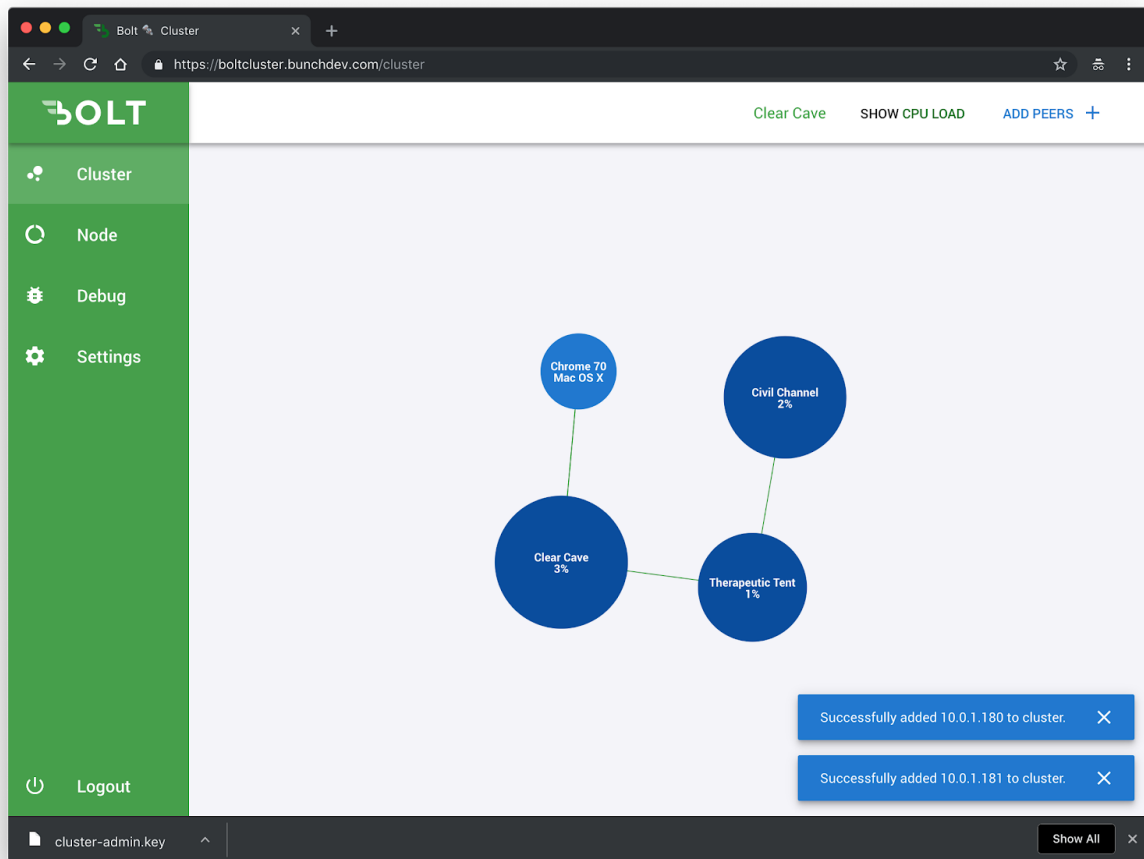 Bolt Cluster
https://boltcluster.bunchdev.com/cluster
BOLT
Clear Cave
SHOW CPU LOAD
ADD PEERS +
Cluster
Node
Debug
Settings
Chrome 70
Mac OS X
Civil Channel
2%
Clear Cave
3%
Therapeutic Tent
1%
Successfully added 10.0.1.180 to cluster.
Successfully added 10.0.1.181 to cluster.
Logout
cluster-admin.key
Show All